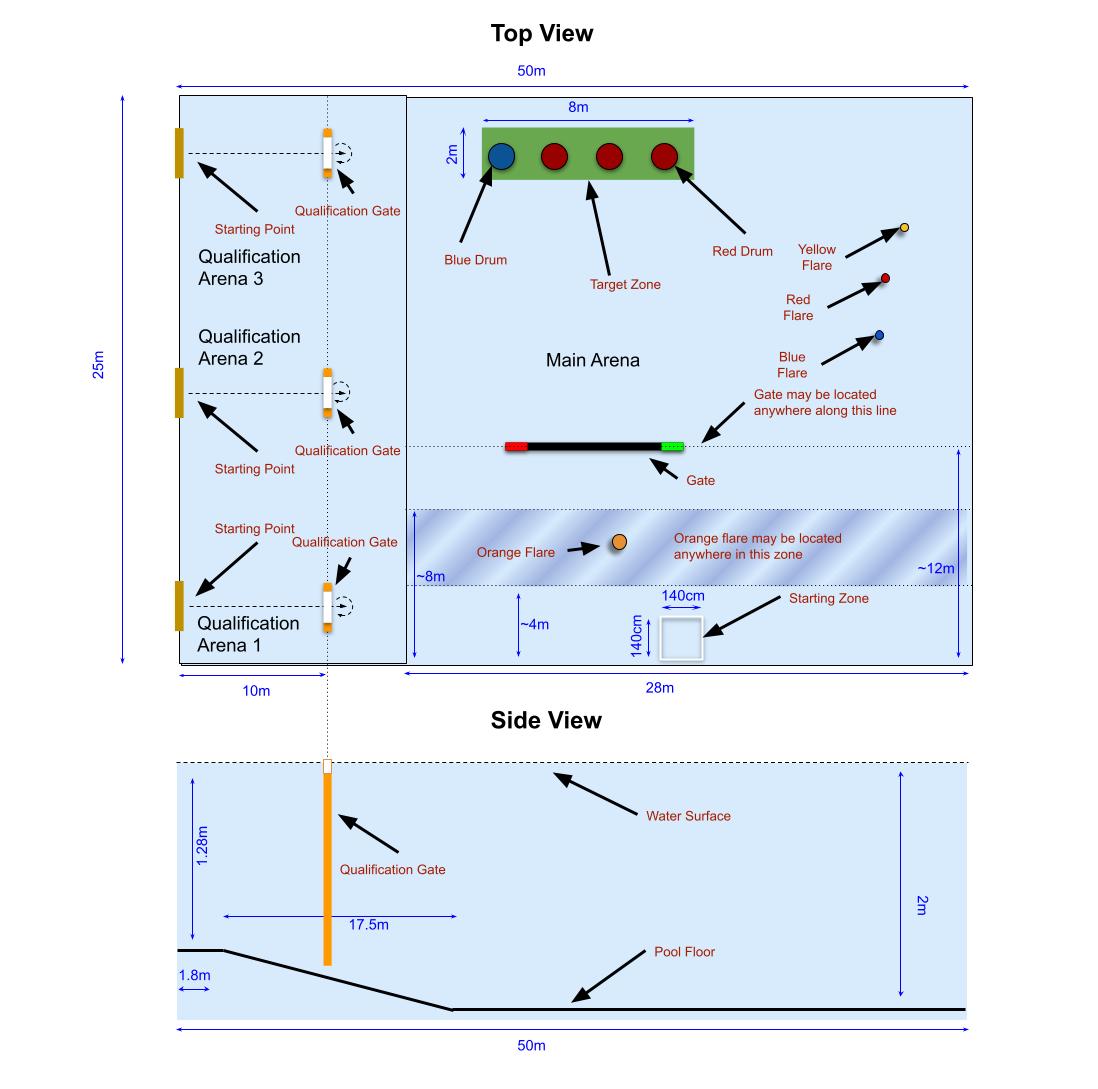 Top View
50m
8m
2m
Qualification Gate
Starting Point
Blue Drum
Red Drum
Target Zone
Yellow
Flare
Qualification
Arena 3
Red
Flare
Qualification
Arena 2
25m
Main Arena
Blue
Flare
Gate may be located
anywhere along this line
Qualification Gate
Starting Point
Gate
Starting Point
Qualification Gate
Orange Flare
Orange flare may be located
anywhere in this zone
~8m
~12m
140cm
Starting Zone
~4m
140cm
Qualification
Arena 1
10m
28m
Side View
Water Surface
1.28m
Qualification Gate
2m
17.5m
Pool Floor
1.8m
50m